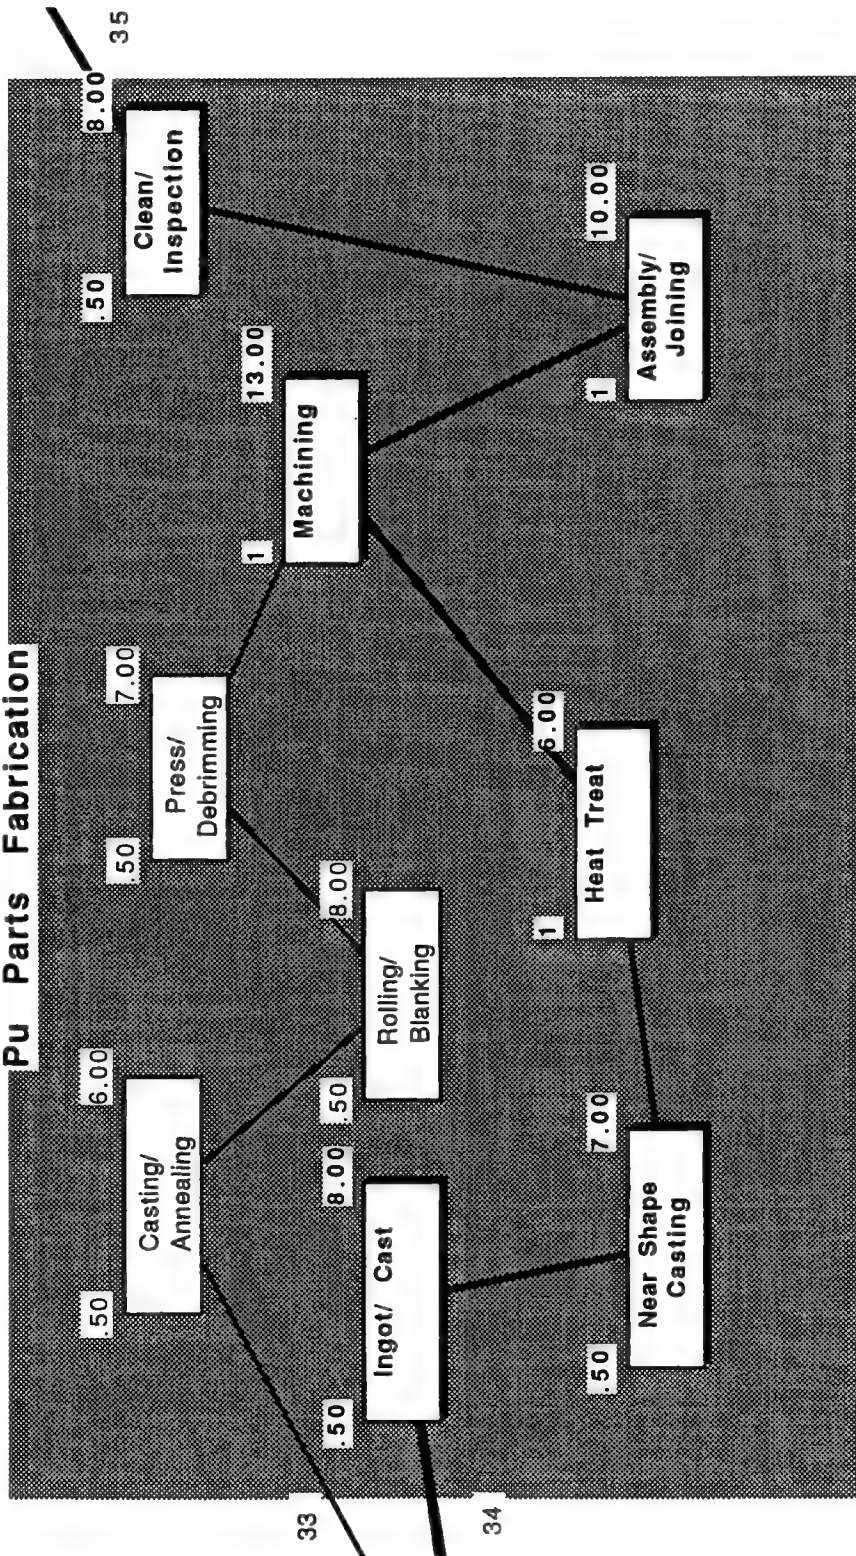 Pu Parts Fabrication
.50
6.00
Casting/
Annealing
.50
7.00
Press/
Debrimming
.50
8.00
Clean/
Inspection
35
1
13.00
Machining
33
.50
8.00
Ingot/ Cast
.50
8.00
Rolling/
Blanking
34
1
6.00
Heat Treat
.50
7.00
Near Shape
Casting
1
10.00
Assembly/
Joining